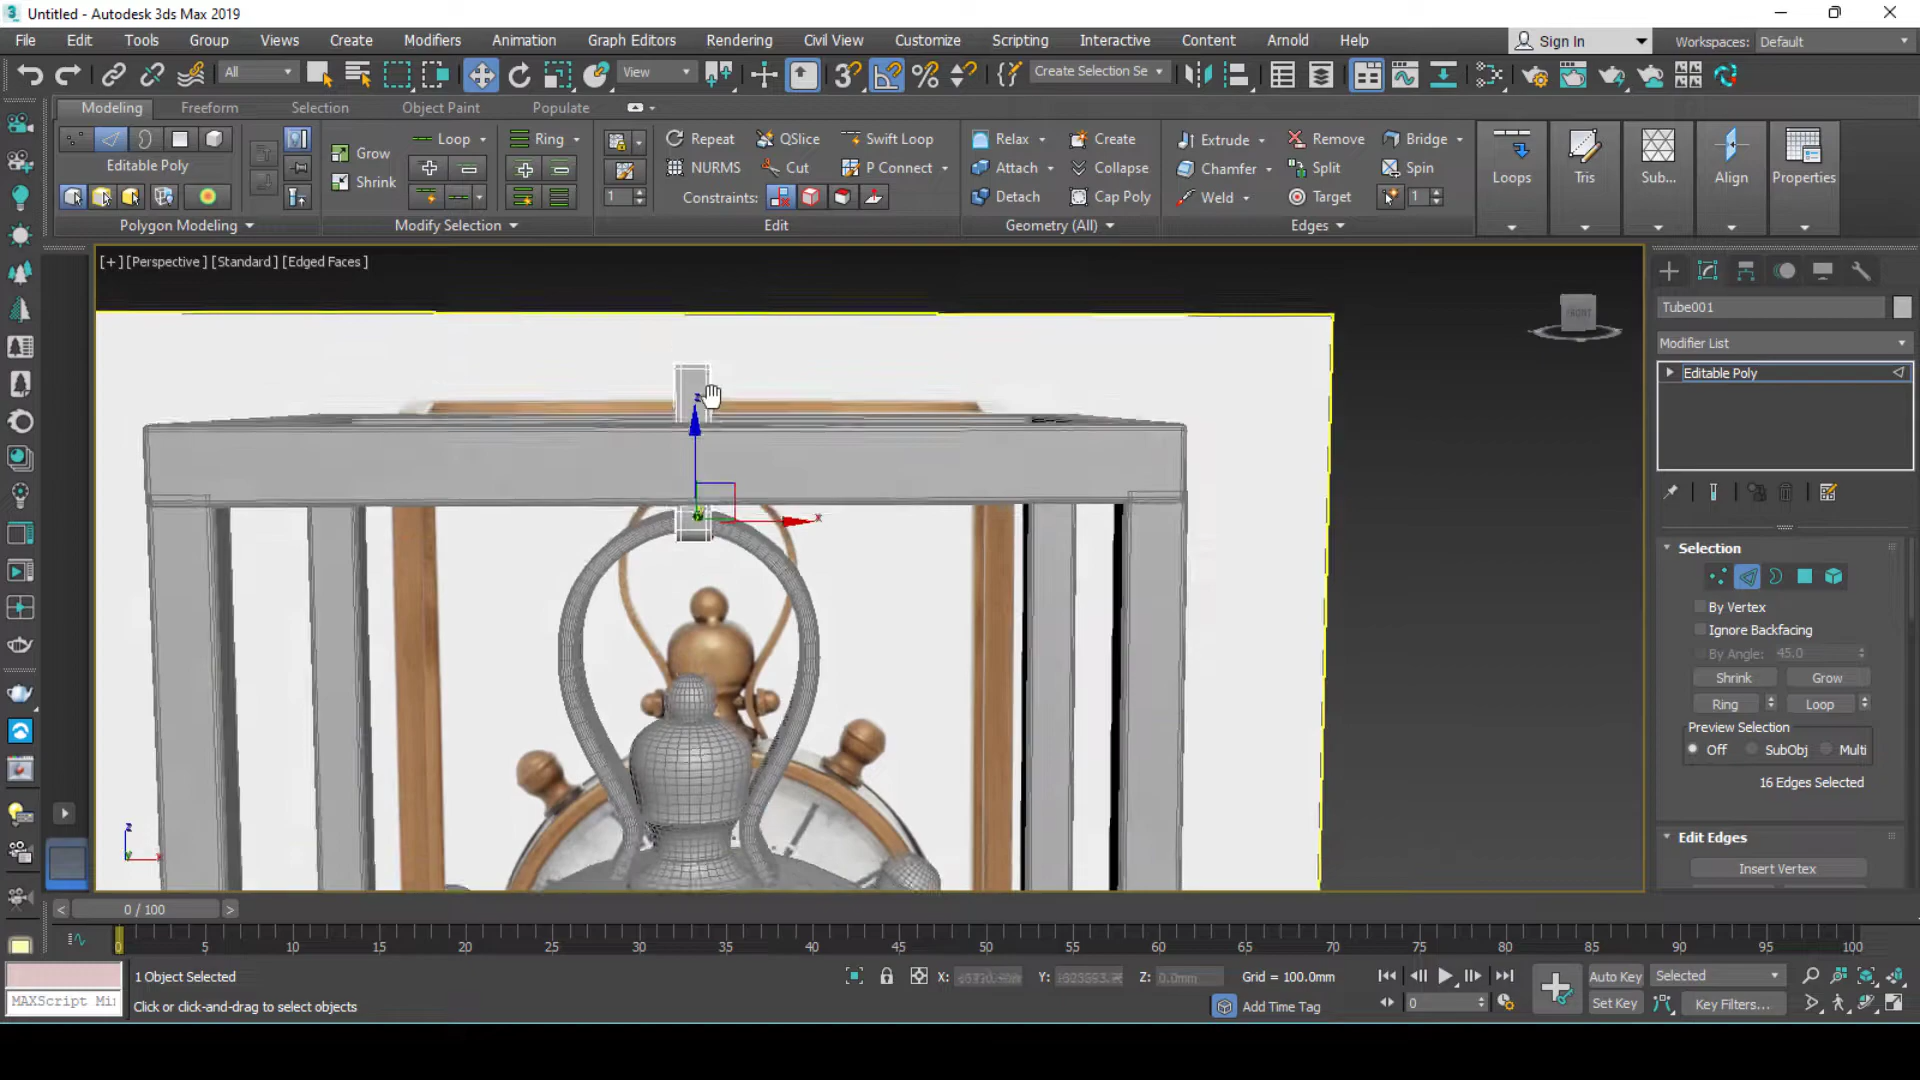 Untitled - Autodesk 3ds Max 2019
File Edit Tools Group Views Create Modifiers Animation Graph Editors Rendering Civil View Customize Scripting Interactive Content Arnold Help Sign In Workspaces: Default
All View Create Selection Se
Modeling Freeform Selection Object Paint Populate
Loop Ring Repeat QSlice Swift Loop Relax Create Extrude Remove Bridge
Editable Poly Grow NURMS Cut P Connect Attach Collapse Chamfer Split Spin Loops Tris Sub... Align Properties
Shrink 1 Constraints: Detach Cap Poly Weld Target 1
Polygon Modeling Modify Selection Edit Geometry (All) Edges
[+] [Perspective] [Standard] [Edged Faces]
FRONT
Tube001
Modifier List
Editable Poly
Selection
By Vertex
Ignore Backfacing
By Angle: 45.0
Shrink Grow
Ring Loop
Preview Selection
Off SubObj Multi
16 Edges Selected
Edit Edges
Insert Vertex
z
x
z
x
0 / 100
0 5 10 15 20 25 30 35 40 45 50 55 60 65 70 75 80 85 90 95 100
1 Object Selected X: Y: Z: 0.0mm Grid = 100.0mm Auto Key Selected
MAXScript Mi Click or click-and-drag to select objects Add Time Tag 0 Set Key Key Filters...